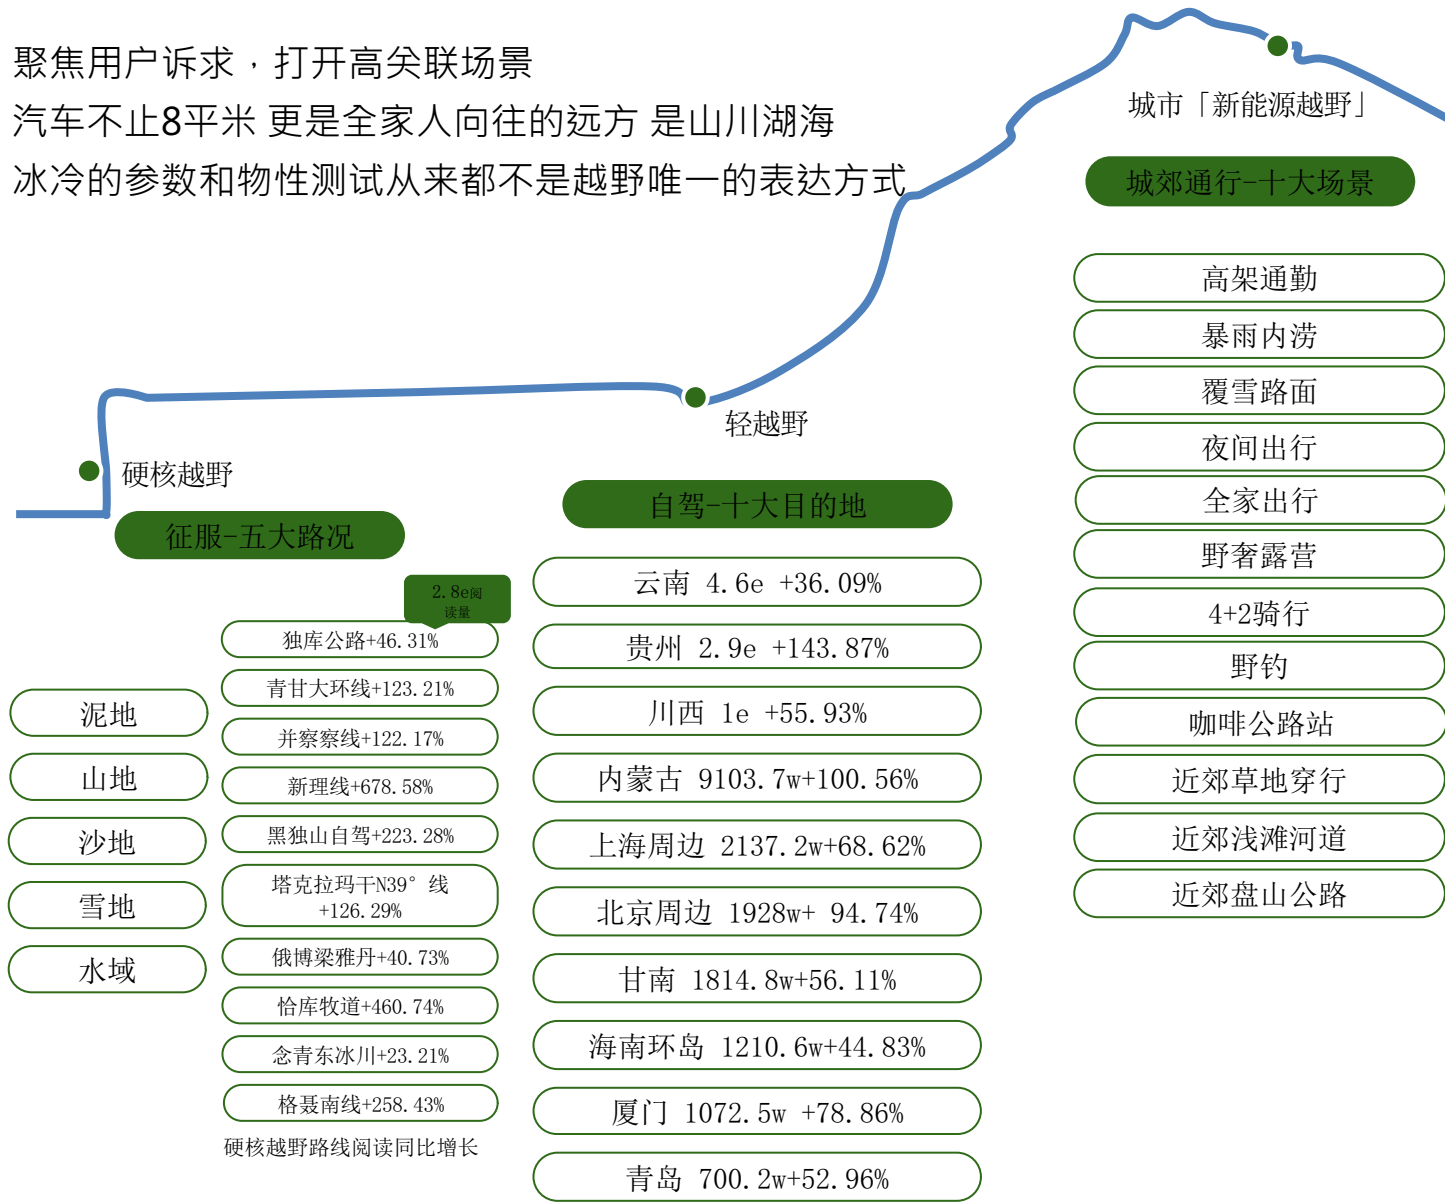 聚焦用户诉求，打开高关联场景
汽车不止8平米 更是全家人向往的远方 是山川湖海
冰冷的参数和物性测试从来都不是越野唯一的表达方式
硬核越野
征服-五大路况
泥地
山地
沙地
雪地
水域
2.8e阅
读量
独库公路+46.31%
青甘大环线+123.21%
并察察线+122.17%
新理线+678.58%
黑独山自驾+223.28%
塔克拉玛干N39°线
+126.29%
俄博梁雅丹+40.73%
恰库牧道+460.74%
念青东冰川+23.21%
格聂南线+258.43%
硬核越野路线阅读同比增长
轻越野
自驾-十大目的地
云南 4.6e +36.09%
贵州 2.9e +143.87%
川西 1e +55.93%
内蒙古 9103.7w+100.56%
上海周边 2137.2w+68.62%
北京周边 1928w+ 94.74%
甘南 1814.8w+56.11%
海南环岛 1210.6w+44.83%
厦门 1072.5w +78.86%
青岛 700.2w+52.96%
城市「新能源越野」
城郊通行-十大场景
高架通勤
暴雨内涝
覆雪路面
夜间出行
全家出行
野奢露营
4+2骑行
野钓
咖啡公路站
近郊草地穿行
近郊浅滩河道
近郊盘山公路